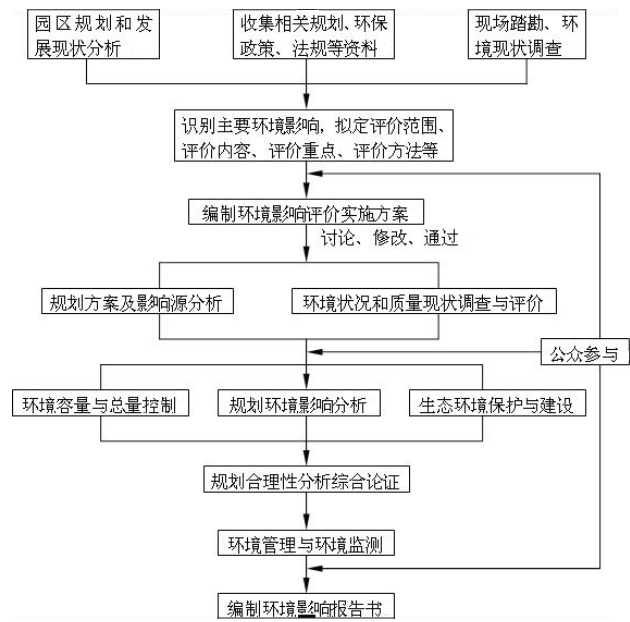 园区规划和发
展现状分析
收集相关规划、环保
政策、法规等资料
现场踏勘、环
境现状调查
识别主要环境影响，拟定评价范围、
评价内容、评价重点、评价方法等
编制环境影响评价实施方案
讨论、修改、通过
规划方案及影响源分析
环境状况和质量现状调查与评价
公众参与
环境容量与总量控制
规划环境影响分析
生态环境保护与建设
规划合理性分析综合论证
环境管理与环境监测
编制环境影响报告书